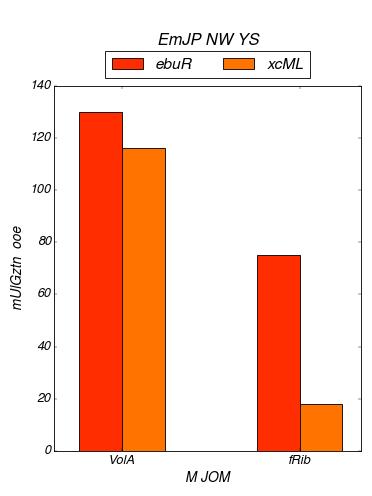 EmJP NW YS
ebuR xcML
140
120
100
80
60
40
20
0
mUlGztn ooe
VolA fRib
M JOM